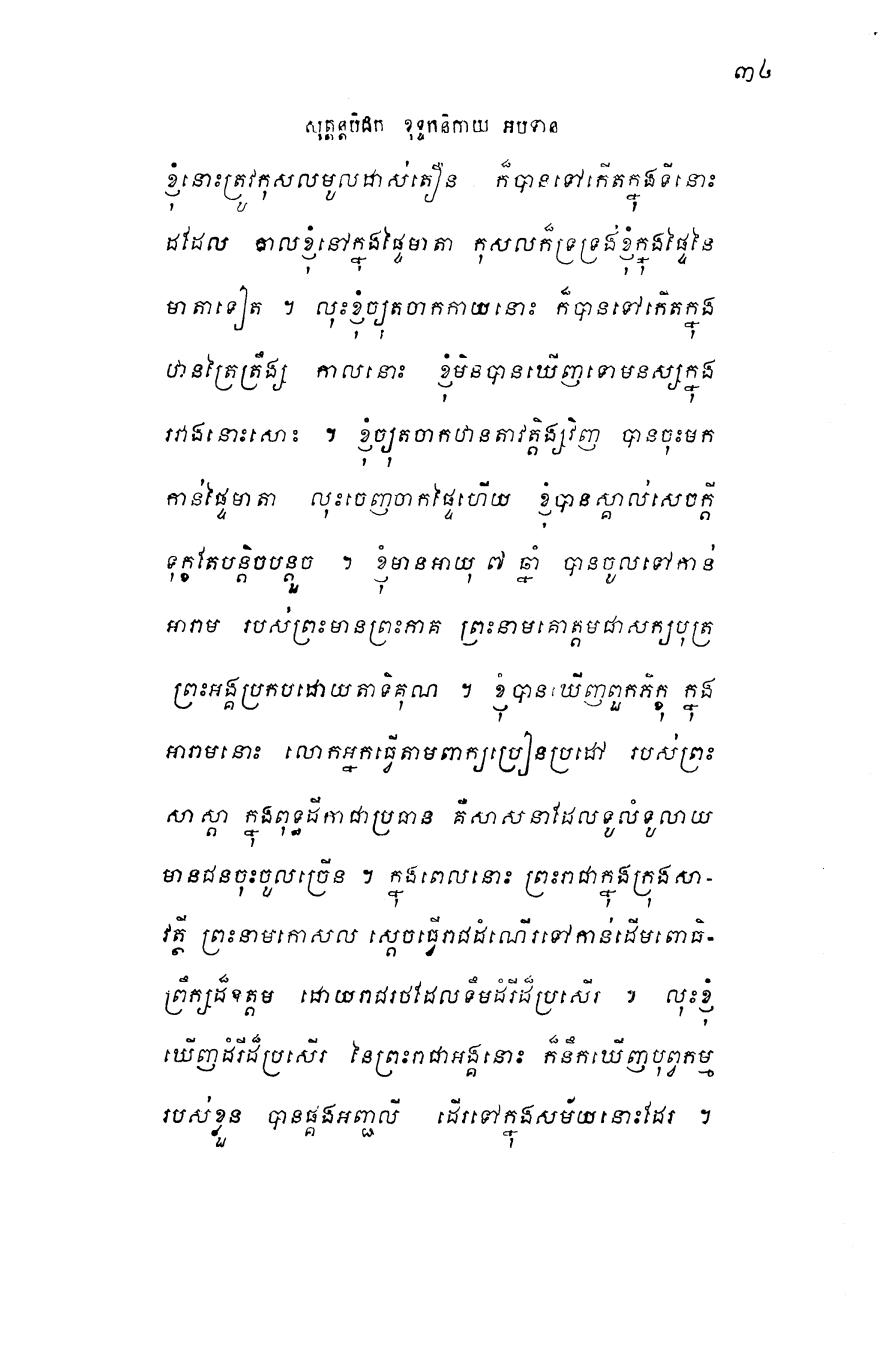 ៣៤
សុត្តន្តបិដក ខុទ្ទកនិកាយ អបទាន
ខ្ញុំនោះត្រូវកុសលមូលដាស់តឿន ក៏បានទៅកើតក្នុងទីនោះ
ដដែល កាលខ្ញុំនៅក្នុងផ្ទៃមាតា កុសលក៏ទ្រទ្រង់ខ្ញុំក្នុងផ្ទៃនៃ
មាតាទៀត ។ លុះខ្ញុំច្យុតចាកកាយនោះ ក៏បានទៅកើតក្នុង
ឋានត្រៃត្រឹង្ស កាលនោះ ខ្ញុំមិនបានឃើញទោមនស្សក្នុង
រវាងនោះសោះ ។ ខ្ញុំច្យុតចាកឋានតាវត្តិង្សវិញ បានចុះមក
កាន់ផ្ទៃមាតា លុះចេញចាកផ្ទៃហើយ ខ្ញុំបានស្គាល់សេចក្តី
ទុក្ខតែបន្តិចបន្តួច ។ ខ្ញុំមានអាយុ ៧ ឆ្នាំ បានចូលទៅកាន់
អារាម របស់ព្រះមានព្រះភាគ ព្រះនាមគោត្តមជាសក្យបុត្រ
ព្រះអង្គប្រកបដោយតាទិគុណ ។ ខ្ញុំបានឃើញពួកភិក្ខុ ក្នុង
អារាមនោះ លោកអ្នកធ្វើតាមពាក្យប្រៀនប្រដៅ របស់ព្រះ
សាស្តា ក្នុងពុទ្ធដីកាជាប្រធាន គឺសាសនាដែលទូលំទូលាយ
មានជនចុះចូលច្រើន ។ ក្នុងពេលនោះ ព្រះរាជាក្នុងក្រុងសា-
វត្ថី ព្រះនាមកោសល ស្តេចធ្វើរាជដំណើរទៅកាន់ដើមពោធិ-
ព្រឹក្សដ៏ឧត្តម ដោយរាជរថដែលទឹមដំរីដ៏ប្រសើរ ។ លុះខ្ញុំ
ឃើញដំរីដ៏ប្រសើរ នៃព្រះរាជាអង្គនោះ ក៏នឹកឃើញបុព្វកម្ម
របស់ខ្លួន បានផ្គងអញ្ជលី ដើរទៅក្នុងសម័យនោះដែរ ។